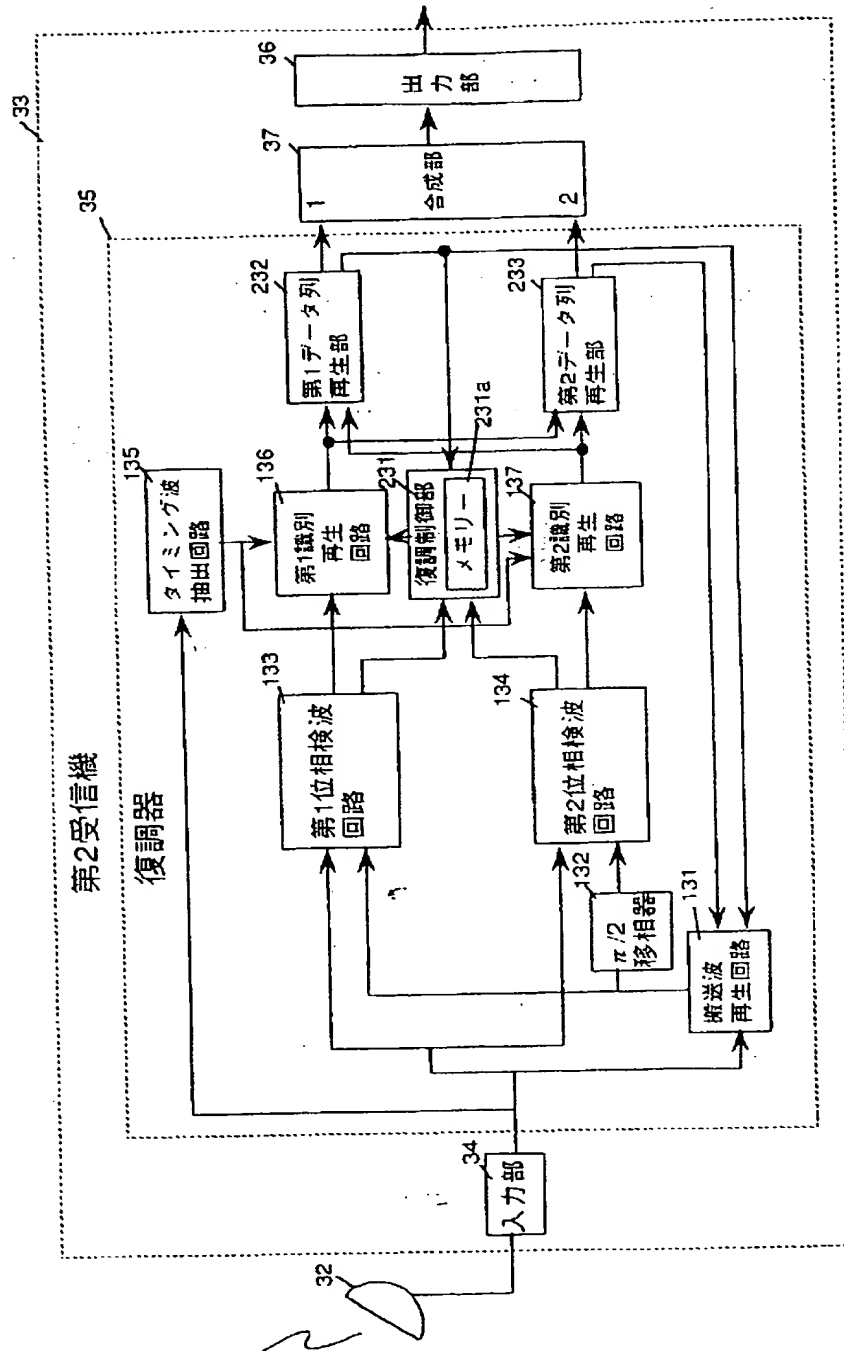 33
第2受信機
35
復調器
32
34
入力部
135
タイミング波
抽出回路
133
第1位相検波
回路
136
第1識別
再生
回路
232
第1データ列
再生部
37
1
合成部
2
36
出力部
231
復調制御部
231a
メモリー
134
第2位相検波
回路
137
第2識別
再生
回路
233
第2データ列
再生部
132
π/2
移相器
131
搬送波
再生回路